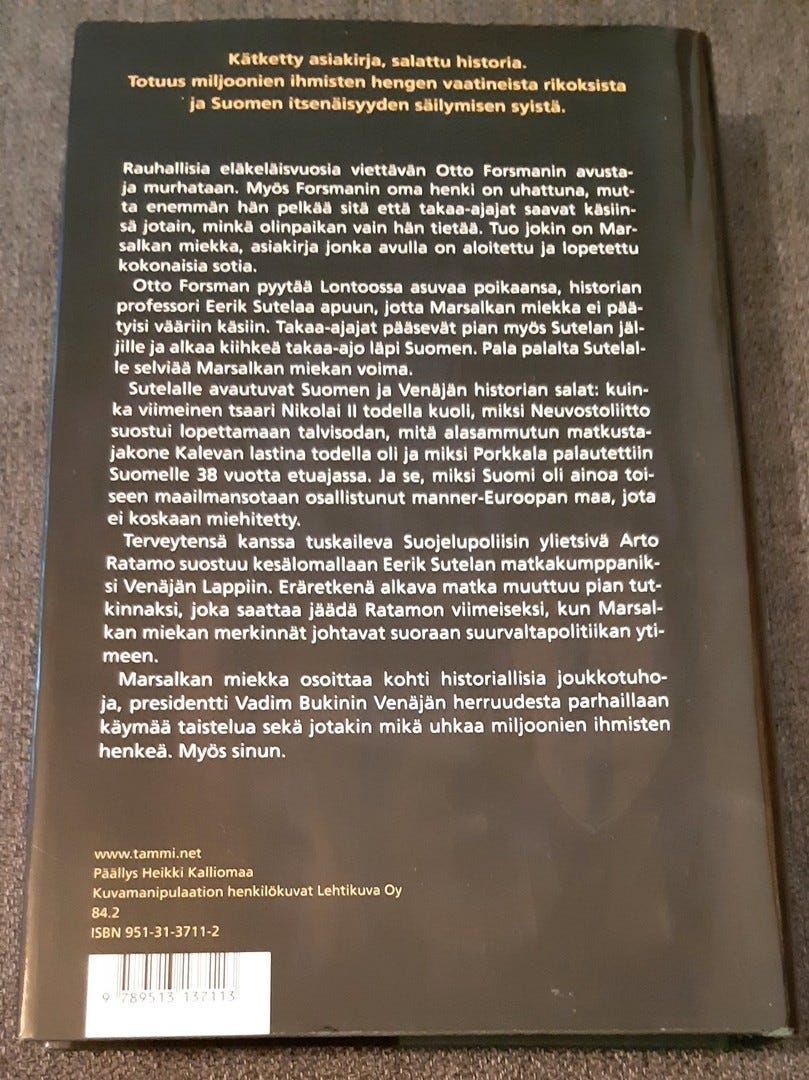 Kätketty asiakirja, salattu historia.
Totuus miljoonien ihmisten hengen vaatineista rikoksista
ja Suomen itsenäisyyden säilymisen syistä.
Rauhallisia eläkeläisvuosia viettävän Otto Forsmanin avusta-
ja murhataan. Myös Forsmanin oma henki on uhattuna, mut-
ta enemmän hän pelkää sitä että takaa-ajajat saavat käsiin-
sä jotain, minkä olinpaikan vain hän tietää. Tuo jokin on Mar-
salkan miekka, asiakirja jonka avulla on aloitettu ja lopetettu
kokonaisia sotia.
Otto Forsman pyytää Lontoossa asuvaa poikaansa, historian
professori Eerik Sutelaa apuun, jotta Marsalkan miekka ei pää-
tyisi vääriin käsiin. Takaa-ajajat pääsevät pian myös Sutelan jäl-
jille ja alkaa kiihkeä takaa-ajo läpi Suomen. Pala palalta Sutelal-
le selviää Marsalkan miekan voima.
Sutelalle avautuvat Suomen ja Venäjän historian salat: kuin-
ka viimeinen tsaari Nikolai II todella kuoli, miksi Neuvostoliitto
suostui lopettamaan talvisodan, mitä alasammutun matkusta-
jakone Kalevan lastina todella oli ja miksi Porkkala palautettiin
Suomelle 38 vuotta etuajassa. Ja se, miksi Suomi oli ainoa toi-
seen maailmansotaan osallistunut manner-Euroopan maa, jota
ei koskaan miehitetty.
Terveytensä kanssa tuskaileva Suojelupoliisin ylietsivä Arto
Ratamo suostuu kesälomallaan Eerik Sutelan matkakumppanik-
si Venäjän Lappiin. Eräretkenä alkava matka muuttuu pian tut-
kinnaksi, joka saattaa jäädä Ratamon viimeiseksi, kun Marsal-
kan miekan merkinnät johtavat suoraan suurvaltapolitiikan yti-
meen.
Marsalkan miekka osoittaa kohti historiallisia joukkotuho-
ja, presidentti Vadim Bukinin Venäjän herruudesta parhaillaan
käymää taistelua sekä jotakin mikä uhkaa miljoonien ihmisten
henkeä. Myös sinun.
www.tammi.net
Päällys Heikki Kalliomaa
Kuvamanipulaation henkilökuvat Lehtikuva Oy
84.2
ISBN 951-31-3711-2
9 789513 137113